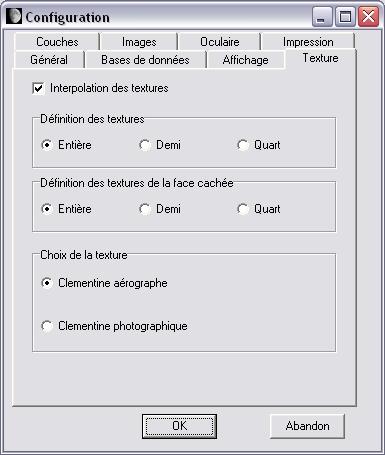 Configuration
Couches Images Oculaire Impression
Général Bases de données Affichage Texture
Interpolation des textures
Définition des textures
Entière Demi Quart
Définition des textures de la face cachée
Entière Demi Quart
Choix de la texture
Clementine aérographe
Clementine photographique
OK Abandon